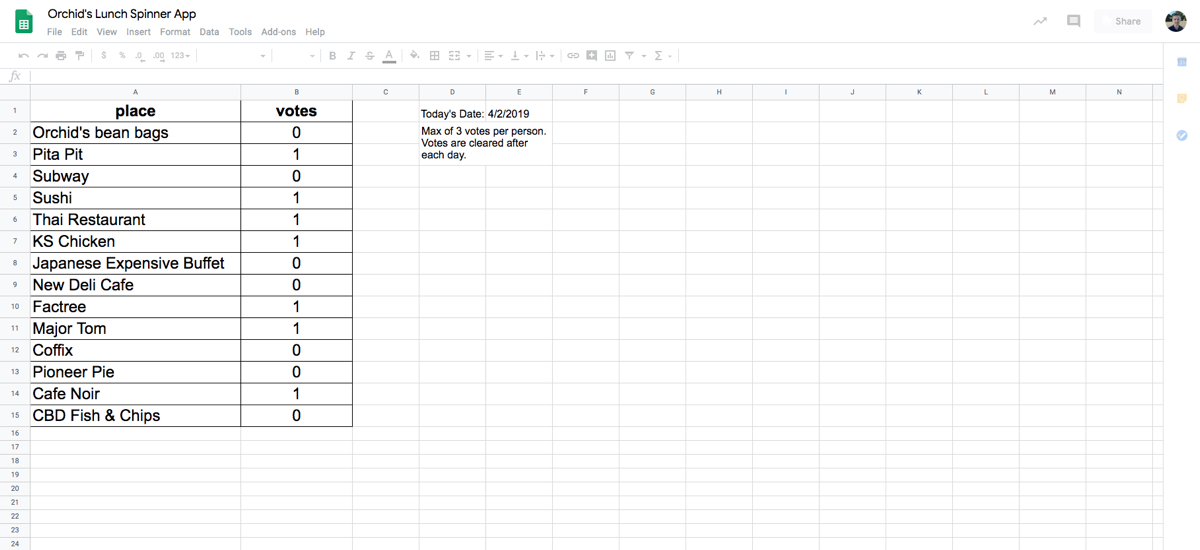 Orchid's Lunch Spinner App
File Edit View Insert Format Data Tools Add-ons Help
Share
$ % .0 .00 123 B I S A
fx
A B C D E F G H I J K L M N
1 place votes Today's Date: 4/2/2019
2 Orchid's bean bags 0 Max of 3 votes per person.
Votes are cleared after
3 Pita Pit 1 each day.
4 Subway 0
5 Sushi 1
6 Thai Restaurant 1
7 KS Chicken 1
8 Japanese Expensive Buffet 0
9 New Deli Cafe 0
10 Factree 1
11 Major Tom 1
12 Coffix 0
13 Pioneer Pie 0
14 Cafe Noir 1
15 CBD Fish & Chips 0
16
17
18
19
20
21
22
23
24